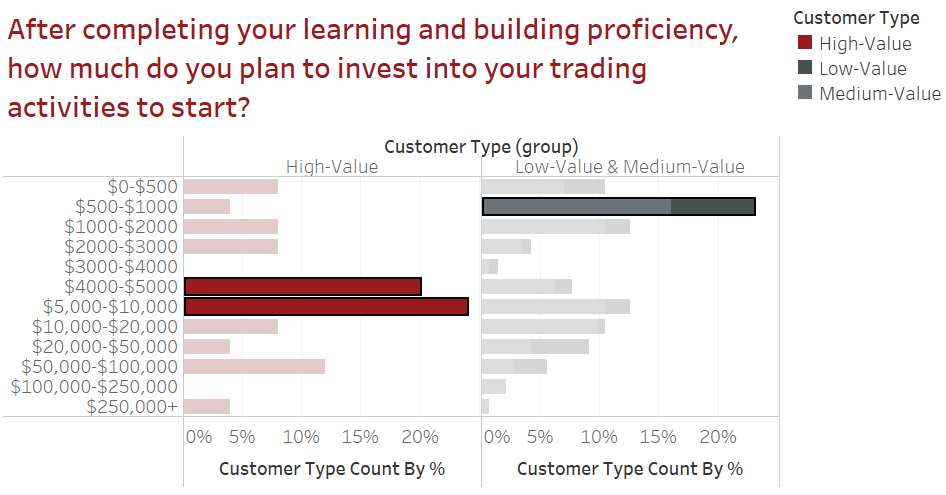 After completing your learning and building proficiency,
how much do you plan to invest into your trading
activities to start?
Customer Type
High-Value
Low-Value
Medium-Value
Customer Type (group)
High-Value Low-Value & Medium-Value
$0-$500
$500-$1000
$1000-$2000
$2000-$3000
$3000-$4000
$4000-$5000
$5,000-$10,000
$10,000-$20,000
$20,000-$50,000
$50,000-$100,000
$100,000-$250,000
$250,000+
0% 5% 10% 15% 20% 0% 5% 10% 15% 20%
Customer Type Count By % Customer Type Count By %